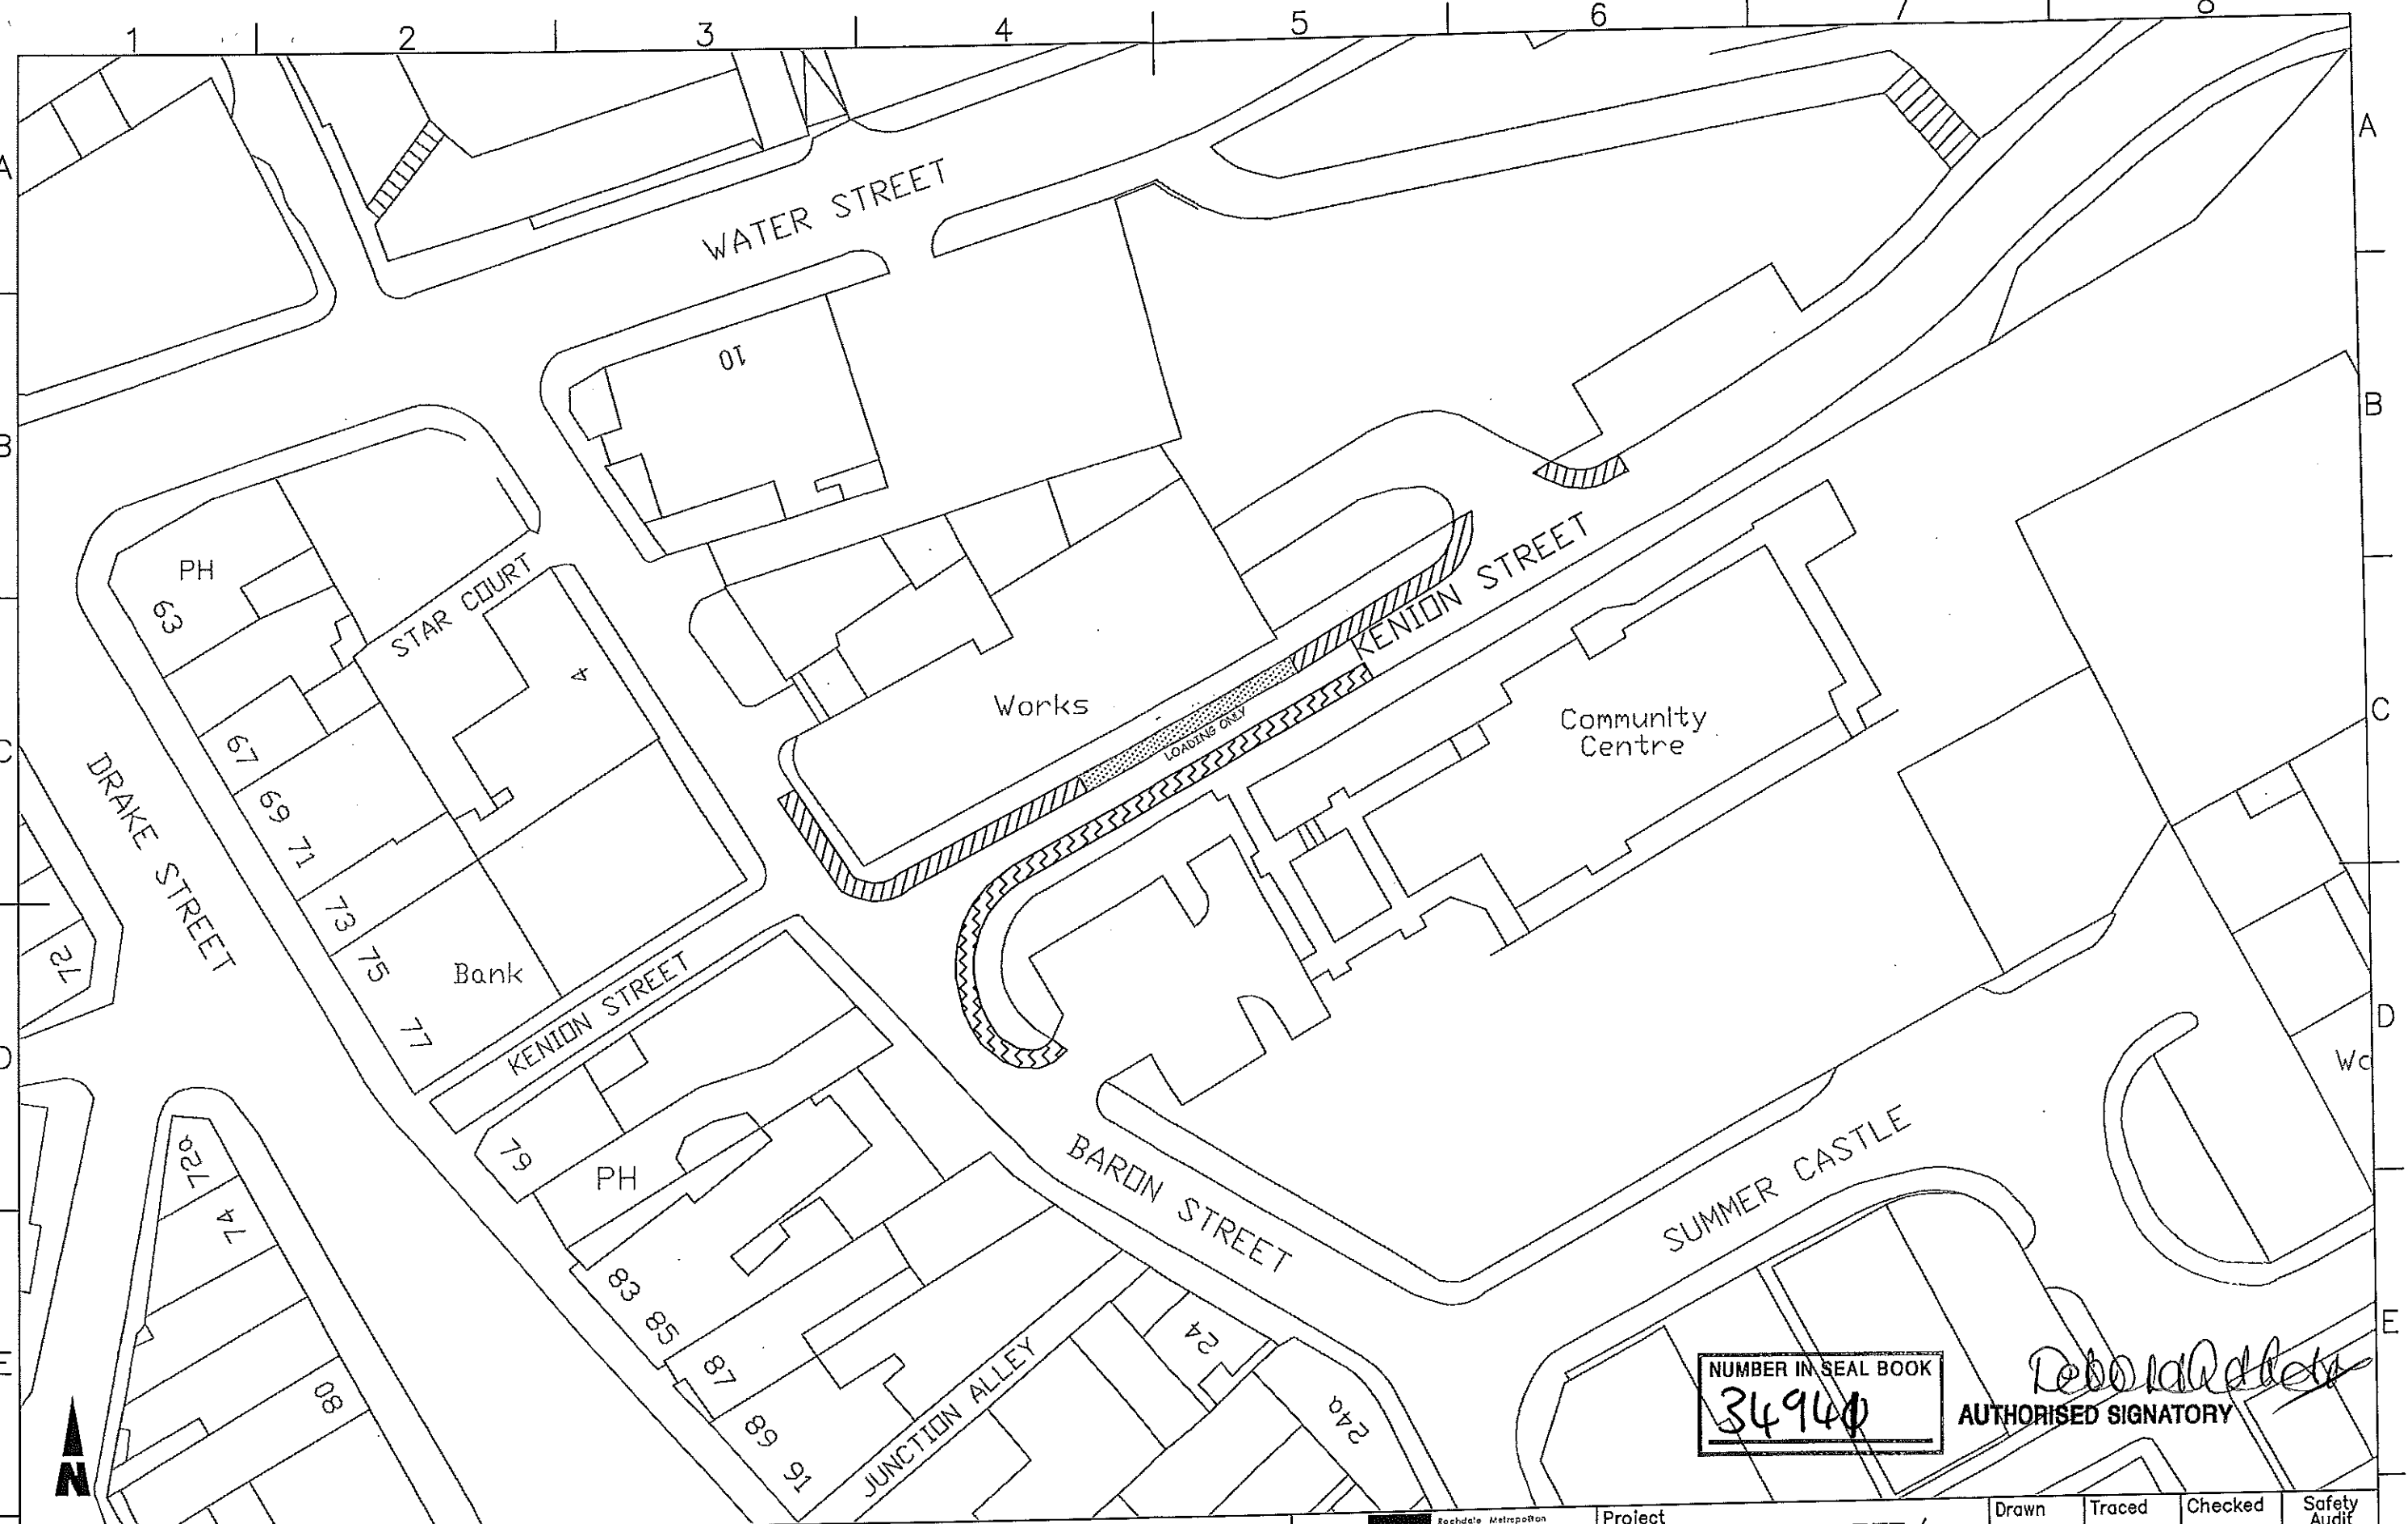 1 2 3 4 5 6 7 8
A A
WATER STREET
10
B B
PH
63
STAR COURT
4
KENION STREET
67
Works
LOADING ONLY
Community
Centre
C C
DRAKE STREET
69
71
73
75
77
72
Bank
KENION STREET
D D
79
PH
72a
74
80
BARON STREET
SUMMER CASTLE
83
85
87
89
91
JUNCTION ALLEY
24
24a
E E
NUMBER IN SEAL BOOK
AUTHORISED SIGNATORY
N
Rochdale Metropolitan
Project
Drawn
Traced
Checked
Safety
Audit